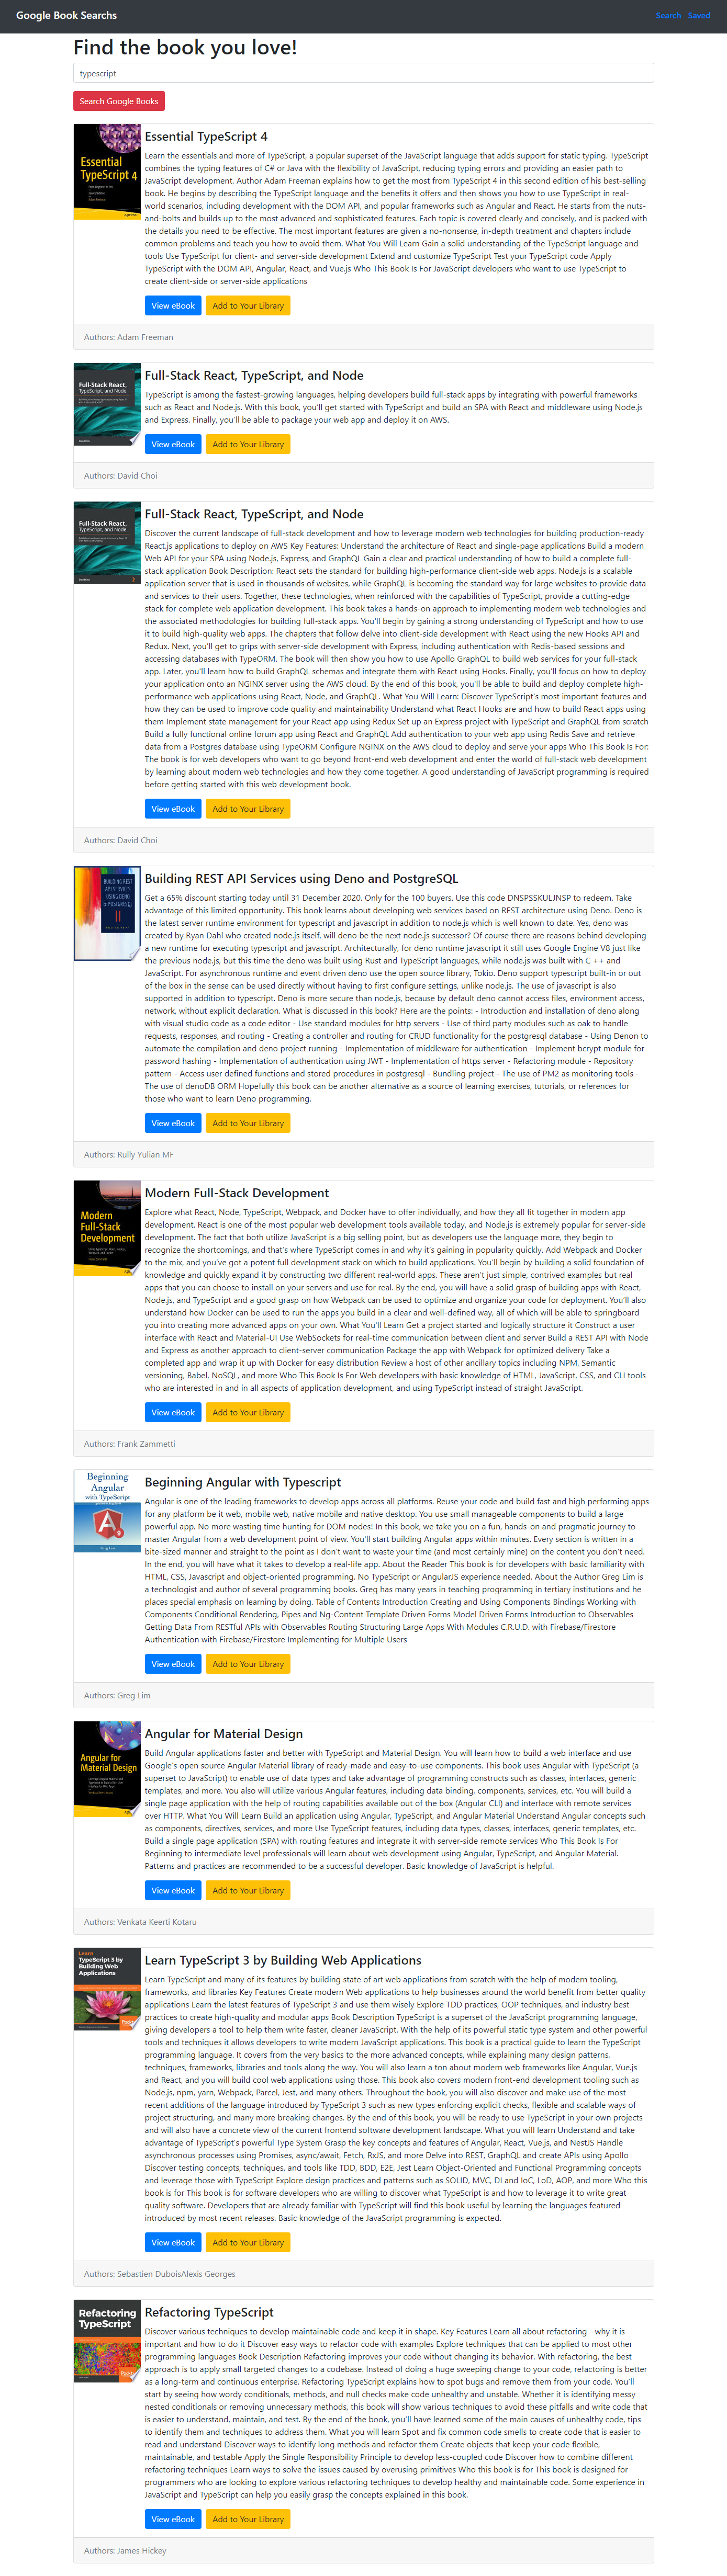 Google Book Searchs
Search Saved
Find the book you love!
typescript
Search Google Books
Essential
TypeScript 4
Essential TypeScript 4
Learn the essentials and more of TypeScript, a popular superset of the JavaScript language that adds support for static typing. TypeScript
combines the typing features of C# or Java with the flexibility of JavaScript, reducing typing errors and providing an easier path to
JavaScript development. Author Adam Freeman explains how to get the most from TypeScript 4 in this second edition of his best-selling
book. He begins by describing the TypeScript language and the benefits it offers and then shows you how to use TypeScript in real-
world scenarios, including development with the DOM API, and popular frameworks such as Angular and React. He starts from the nuts-
and-bolts and builds up to the most advanced and sophisticated features. Each topic is covered clearly and concisely, and is packed with
the details you need to be effective. The most important features are given a no-nonsense, in-depth treatment and chapters include
common problems and teach you how to avoid them. What You Will Learn Gain a solid understanding of the TypeScript language and
tools Use TypeScript for client- and server-side development Extend and customize TypeScript Test your TypeScript code Apply
TypeScript with the DOM API, Angular, React, and Vue.js Who This Book Is For JavaScript developers who want to use TypeScript to
create client-side or server-side applications
View eBook Add to Your Library
Authors: Adam Freeman
Full-Stack React,
TypeScript, and Node
Full-Stack React, TypeScript, and Node
TypeScript is among the fastest-growing languages, helping developers build full-stack apps by integrating with powerful frameworks
such as React and Node.js. With this book, you'll get started with TypeScript and build an SPA with React and middleware using Node.js
and Express. Finally, you'll be able to package your web app and deploy it on AWS.
View eBook Add to Your Library
Authors: David Choi
Full-Stack React,
TypeScript, and Node
Full-Stack React, TypeScript, and Node
Discover the current landscape of full-stack development and how to leverage modern web technologies for building production-ready
React.js applications to deploy on AWS Key Features: Understand the architecture of React and single-page applications Build a modern
Web API for your SPA using Node.js, Express, and GraphQL Gain a clear and practical understanding of how to build a complete full-
stack application Book Description: React sets the standard for building high-performance client-side web apps. Node.js is a scalable
application server that is used in thousands of websites, while GraphQL is becoming the standard way for large websites to provide data
and services to their users. Together, these technologies, when reinforced with the capabilities of TypeScript, provide a cutting-edge
stack for complete web application development. This book takes a hands-on approach to implementing modern web technologies and
the associated methodologies for building full-stack apps. You'll begin by gaining a strong understanding of TypeScript and how to use
it to build high-quality web apps. The chapters that follow delve into client-side development with React using the new Hooks API and
Redux. Next, you'll get to grips with server-side development with Express, including authentication with Redis-based sessions and
accessing databases with TypeORM. The book will then show you how to use Apollo GraphQL to build web services for your full-stack
app. Later, you'll learn how to build GraphQL schemas and integrate them with React using Hooks. Finally, you'll focus on how to deploy
your application onto an NGINX server using the AWS cloud. By the end of this book, you'll be able to build and deploy complete high-
performance web applications using React, Node, and GraphQL. What You Will Learn: Discover TypeScript's most important features and
how they can be used to improve code quality and maintainability Understand what React Hooks are and how to build React apps using
them Implement state management for your React app using Redux Set up an Express project with TypeScript and GraphQL from scratch
Build a fully functional online forum app using React and GraphQL Add authentication to your web app using Redis Save and retrieve
data from a Postgres database using TypeORM Configure NGINX on the AWS cloud to deploy and serve your apps Who This Book Is For:
The book is for web developers who want to go beyond front-end web development and enter the world of full-stack web development
by learning about modern web technologies and how they come together. A good understanding of JavaScript programming is required
before getting started with this web development book.
View eBook Add to Your Library
Authors: David Choi
BUILDING REST
API SERVICES
USING DENO
& POSTGRESQL
II
Building REST API Services using Deno and PostgreSQL
Get a 65% discount starting today until 31 December 2020. Only for the 100 buyers. Use this code DNSPSSKULJNSP to redeem. Take
advantage of this limited opportunity. This book learns about developing web services based on REST architecture using Deno. Deno is
the latest server runtime environment for typescript and javascript in addition to node.js which is well known to date. Yes, deno was
created by Ryan Dahl who created node.js itself, will deno be the next node.js successor? Of course there are reasons behind developing
a new runtime for executing typescript and javascript. Architecturally, for deno runtime javascript it still uses Google Engine V8 just like
the previous node.js, but this time the deno was built using Rust and TypeScript languages, while node.js was built with C ++ and
JavaScript. For asynchronous runtime and event driven deno use the open source library, Tokio. Deno support typescript built-in or out
of the box in the sense can be used directly without having to first configure settings, unlike node.js. The use of javascript is also
supported in addition to typescript. Deno is more secure than node.js, because by default deno cannot access files, environment access,
network, without explicit declaration. What is discussed in this book? Here are the points: - Introduction and installation of deno along
with visual studio code as a code editor - Use standard modules for http servers - Use of third party modules such as oak to handle
requests, responses, and routing - Creating a controller and routing for CRUD functionality for the postgresql database - Using Denon to
automate the compilation and deno project running - Implementation of middleware for authentication - Implement bcrypt module for
password hashing - Implementation of authentication using JWT - Implementation of https server - Refactoring module - Repository
pattern - Access user defined functions and stored procedures in postgresql - Bundling project - The use of PM2 as monitoring tools -
The use of denoDB ORM Hopefully this book can be another alternative as a source of learning exercises, tutorials, or references for
those who want to learn Deno programming.
View eBook Add to Your Library
Authors: Rully Yulian MF
Modern
Full-Stack
Development
Modern Full-Stack Development
Explore what React, Node, TypeScript, Webpack, and Docker have to offer individually, and how they all fit together in modern app
development. React is one of the most popular web development tools available today, and Node.js is extremely popular for server-side
development. The fact that both utilize JavaScript is a big selling point, but as developers use the language more, they begin to
recognize the shortcomings, and that's where TypeScript comes in and why it's gaining in popularity quickly. Add Webpack and Docker
to the mix, and you've got a potent full development stack on which to build applications. You'll begin by building a solid foundation of
knowledge and quickly expand it by constructing two different real-world apps. These aren't just simple, contrived examples but real
apps that you can choose to install on your servers and use for real. By the end, you will have a solid grasp of building apps with React,
Node.js, and TypeScript and a good grasp on how Webpack can be used to optimize and organize your code for deployment. You'll also
understand how Docker can be used to run the apps you build in a clear and well-defined way, all of which will be able to springboard
you into creating more advanced apps on your own. What You'll Learn Get a project started and logically structure it Construct a user
interface with React and Material-UI Use WebSockets for real-time communication between client and server Build a REST API with Node
and Express as another approach to client-server communication Package the app with Webpack for optimized delivery Take a
completed app and wrap it up with Docker for easy distribution Review a host of other ancillary topics including NPM, Semantic
versioning, Babel, NoSQL, and more Who This Book Is For Web developers with basic knowledge of HTML, JavaScript, CSS, and CLI tools
who are interested in and in all aspects of application development, and using TypeScript instead of straight JavaScript.
View eBook Add to Your Library
Authors: Frank Zammetti
Beginning
Angular
with TypeScript
Greg Lim
Beginning Angular with Typescript
Angular is one of the leading frameworks to develop apps across all platforms. Reuse your code and build fast and high performing apps
for any platform be it web, mobile web, native mobile and native desktop. You use small manageable components to build a large
powerful app. No more wasting time hunting for DOM nodes! In this book, we take you on a fun, hands-on and pragmatic journey to
master Angular from a web development point of view. You'll start building Angular apps within minutes. Every section is written in a
bite-sized manner and straight to the point as I don't want to waste your time (and most certainly mine) on the content you don't need.
In the end, you will have what it takes to develop a real-life app. About the Reader This book is for developers with basic familiarity with
HTML, CSS, Javascript and object-oriented programming. No TypeScript or AngularJS experience needed. About the Author Greg Lim is
a technologist and author of several programming books. Greg has many years in teaching programming in tertiary institutions and he
places special emphasis on learning by doing. Table of Contents Introduction Creating and Using Components Bindings Working with
Components Conditional Rendering, Pipes and Ng-Content Template Driven Forms Model Driven Forms Introduction to Observables
Getting Data From RESTful APIs with Observables Routing Structuring Large Apps With Modules C.R.U.D. with Firebase/Firestore
Authentication with Firebase/Firestore Implementing for Multiple Users
View eBook Add to Your Library
Authors: Greg Lim
Angular for
Material Design
Angular for Material Design
Build Angular applications faster and better with TypeScript and Material Design. You will learn how to build a web interface and use
Google's open source Angular Material library of ready-made and easy-to-use components. This book uses Angular with TypeScript (a
superset to JavaScript) to enable use of data types and take advantage of programming constructs such as classes, interfaces, generic
templates, and more. You also will utilize various Angular features, including data binding, components, services, etc. You will build a
single page application with the help of routing capabilities available out of the box (Angular CLI) and interface with remote services
over HTTP. What You Will Learn Build an application using Angular, TypeScript, and Angular Material Understand Angular concepts such
as components, directives, services, and more Use TypeScript features, including data types, classes, interfaces, generic templates, etc.
Build a single page application (SPA) with routing features and integrate it with server-side remote services Who This Book Is For
Beginning to intermediate level professionals will learn about web development using Angular, TypeScript, and Angular Material.
Patterns and practices are recommended to be a successful developer. Basic knowledge of JavaScript is helpful.
View eBook Add to Your Library
Authors: Venkata Keerti Kotaru
Learn
TypeScript 3 by
Building Web
Applications
Learn TypeScript 3 by Building Web Applications
Learn TypeScript and many of its features by building state of art web applications from scratch with the help of modern tooling,
frameworks, and libraries Key Features Create modern Web applications to help businesses around the world benefit from better quality
applications Learn the latest features of TypeScript 3 and use them wisely Explore TDD practices, OOP techniques, and industry best
practices to create high-quality and modular apps Book Description TypeScript is a superset of the JavaScript programming language,
giving developers a tool to help them write faster, cleaner JavaScript. With the help of its powerful static type system and other powerful
tools and techniques it allows developers to write modern JavaScript applications. This book is a practical guide to learn the TypeScript
programming language. It covers from the very basics to the more advanced concepts, while explaining many design patterns,
techniques, frameworks, libraries and tools along the way. You will also learn a ton about modern web frameworks like Angular, Vue.js
and React, and you will build cool web applications using those. This book also covers modern front-end development tooling such as
Node.js, npm, yarn, Webpack, Parcel, Jest, and many others. Throughout the book, you will also discover and make use of the most
recent additions of the language introduced by TypeScript 3 such as new types enforcing explicit checks, flexible and scalable ways of
project structuring, and many more breaking changes. By the end of this book, you will be ready to use TypeScript in your own projects
and will also have a concrete view of the current frontend software development landscape. What you will learn Understand and take
advantage of TypeScript's powerful Type System Grasp the key concepts and features of Angular, React, Vue.js, and NestJS Handle
asynchronous processes using Promises, async/await, Fetch, RxJS, and more Delve into REST, GraphQL and create APIs using Apollo
Discover testing concepts, techniques, and tools like TDD, BDD, E2E, Jest Learn Object-Oriented and Functional Programming concepts
and leverage those with TypeScript Explore design practices and patterns such as SOLID, MVC, DI and IoC, LoD, AOP, and more Who this
book is for This book is for software developers who are willing to discover what TypeScript is and how to leverage it to write great
quality software. Developers that are already familiar with TypeScript will find this book useful by learning the languages featured
introduced by most recent releases. Basic knowledge of the JavaScript programming is expected.
View eBook Add to Your Library
Authors: Sebastien DuboisAlexis Georges
Refactoring
TypeScript
Refactoring TypeScript
Discover various techniques to develop maintainable code and keep it in shape. Key Features Learn all about refactoring - why it is
important and how to do it Discover easy ways to refactor code with examples Explore techniques that can be applied to most other
programming languages Book Description Refactoring improves your code without changing its behavior. With refactoring, the best
approach is to apply small targeted changes to a codebase. Instead of doing a huge sweeping change to your code, refactoring is better
as a long-term and continuous enterprise. Refactoring TypeScript explains how to spot bugs and remove them from your code. You'll
start by seeing how wordy conditionals, methods, and null checks make code unhealthy and unstable. Whether it is identifying messy
nested conditionals or removing unnecessary methods, this book will show various techniques to avoid these pitfalls and write code that
is easier to understand, maintain, and test. By the end of the book, you'll have learned some of the main causes of unhealthy code, tips
to identify them and techniques to address them. What you will learn Spot and fix common code smells to create code that is easier to
read and understand Discover ways to identify long methods and refactor them Create objects that keep your code flexible,
maintainable, and testable Apply the Single Responsibility Principle to develop less-coupled code Discover how to combine different
refactoring techniques Learn ways to solve the issues caused by overusing primitives Who this book is for This book is designed for
programmers who are looking to explore various refactoring techniques to develop healthy and maintainable code. Some experience in
JavaScript and TypeScript can help you easily grasp the concepts explained in this book.
View eBook Add to Your Library
Authors: James Hickey